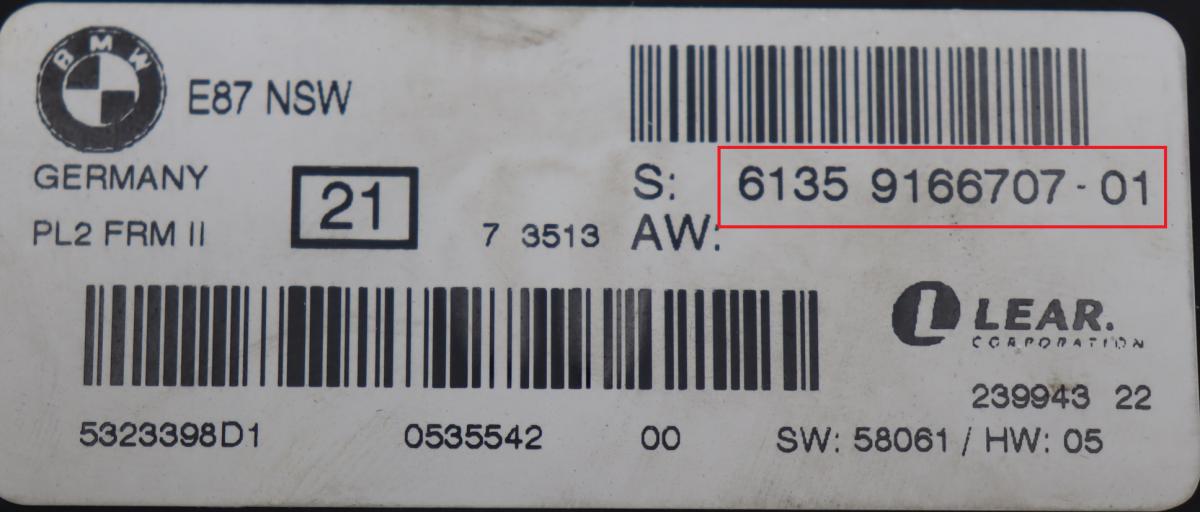 BMW
E87 NSW
GERMANY
PL2 FRM II
21
7 3513
S: 6135 9166707-01
AW:
LEAR.
CORPORATION
239943 22
5323398D1 0535542 00 SW: 58061 / HW: 05